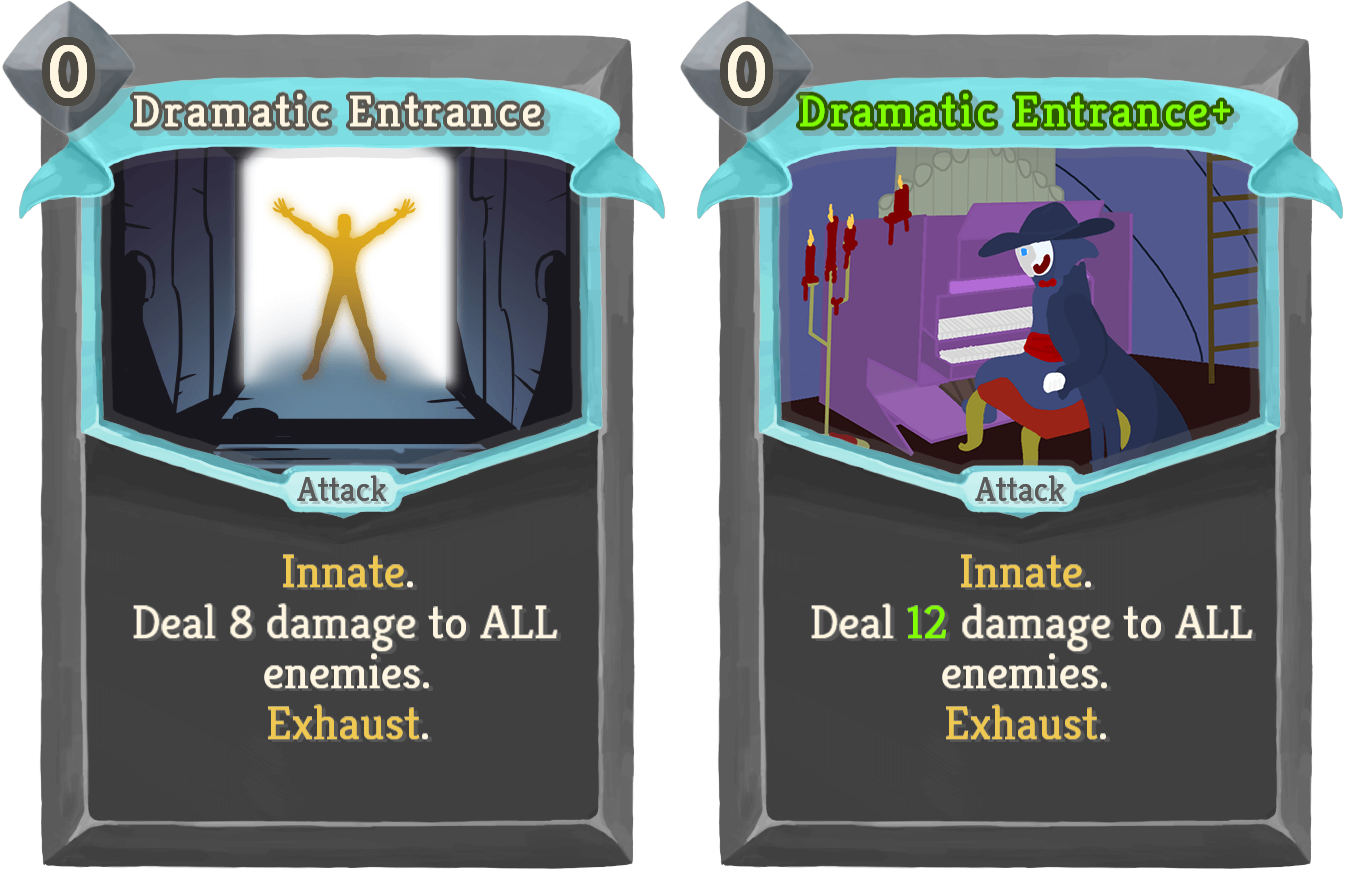 0
Dramatic Entrance
Attack
Innate.
Deal 8 damage to ALL
enemies.
Exhaust.
0
Dramatic Entrance+
Attack
Innate.
Deal 12 damage to ALL
enemies.
Exhaust.